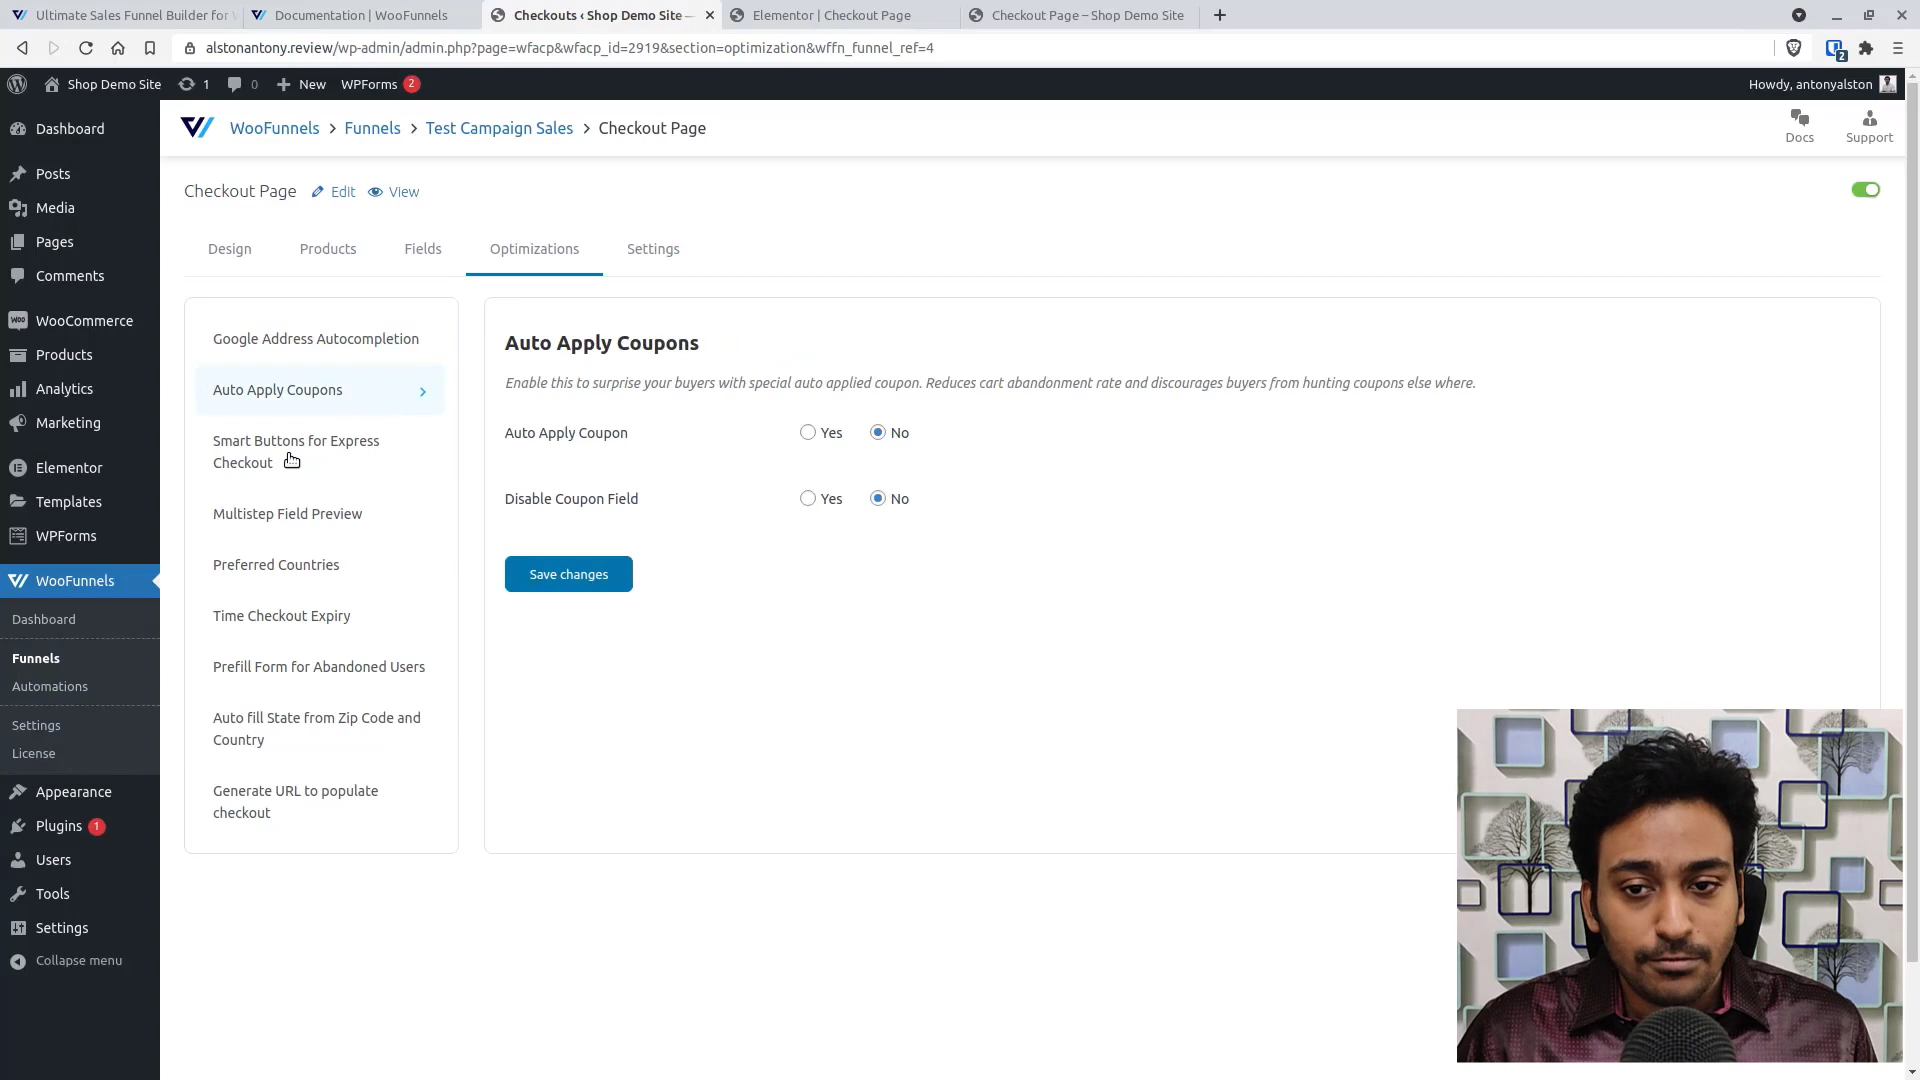 Ultimate Sales Funnel Builder for
Documentation | WooFunnels
Checkouts ‹ Shop Demo Site —
Elementor | Checkout Page
Checkout Page – Shop Demo Site
alstonantony.review/wp-admin/admin.php?page=wfacp&wfacp_id=2919&section=optimization&wffn_funnel_ref=4
2
Shop Demo Site
1
0
New
WPForms 2
Howdy, antonyalston
Dashboard
Posts
Media
Pages
Comments
WooCommerce
Products
Analytics
Marketing
Elementor
Templates
WPForms
WooFunnels
Dashboard
Funnels
Automations
Settings
License
Appearance
Plugins 1
Users
Tools
Settings
Collapse menu
WooFunnels > Funnels > Test Campaign Sales > Checkout Page
Docs
Support
Checkout Page
Edit
View
Design
Products
Fields
Optimizations
Settings
Google Address Autocompletion
Auto Apply Coupons
Smart Buttons for Express
Checkout
Multistep Field Preview
Preferred Countries
Time Checkout Expiry
Prefill Form for Abandoned Users
Auto fill State from Zip Code and
Country
Generate URL to populate
checkout
Auto Apply Coupons
Enable this to surprise your buyers with special auto applied coupon. Reduces cart abandonment rate and discourages buyers from hunting coupons else where.
Auto Apply Coupon
Yes
No
Disable Coupon Field
Yes
No
Save changes